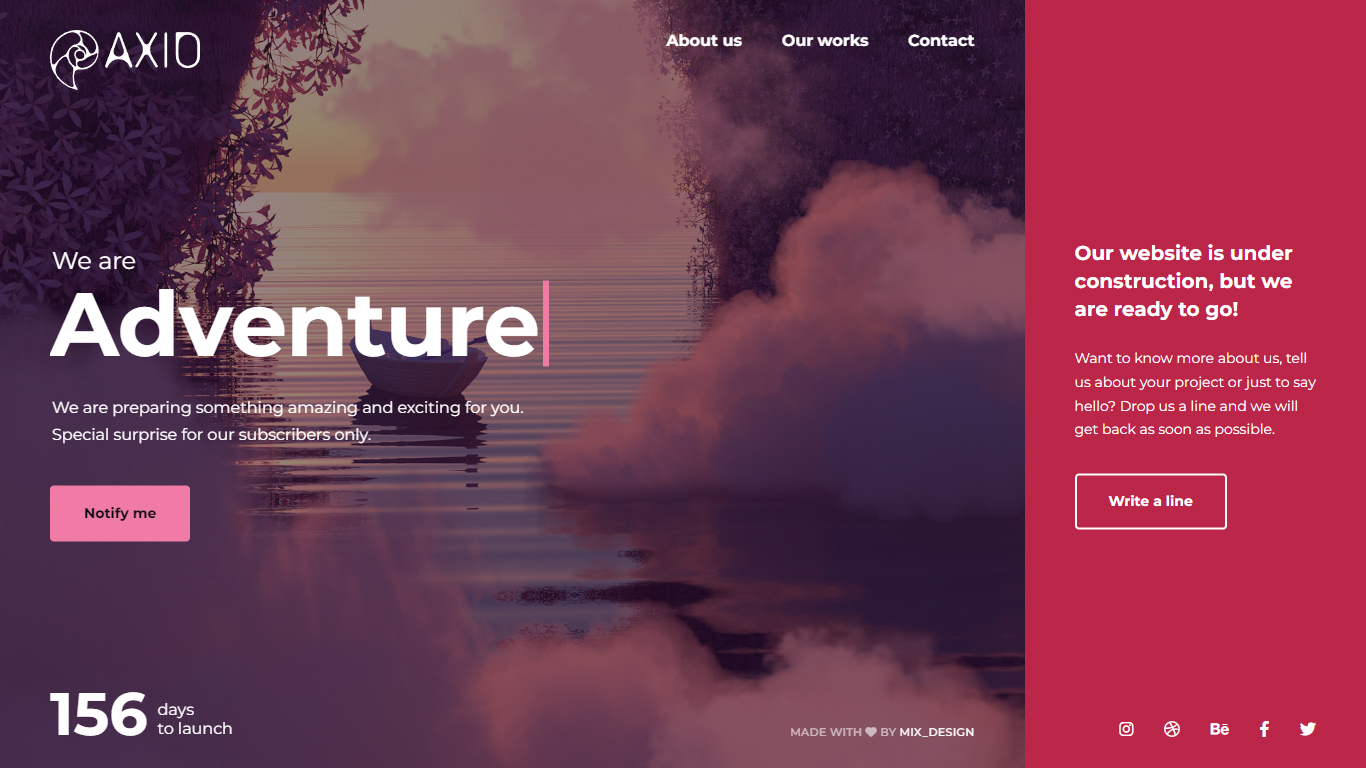 AXIO
About us Our works Contact
We are
Adventure
We are preparing something amazing and exciting for you.
Special surprise for our subscribers only.
Notify me
156 days
to launch
MADE WITH BY MIX_DESIGN
Our website is under
construction, but we
are ready to go!
Want to know more about us, tell
us about your project or just to say
hello? Drop us a line and we will
get back as soon as possible.
Write a line
Bē